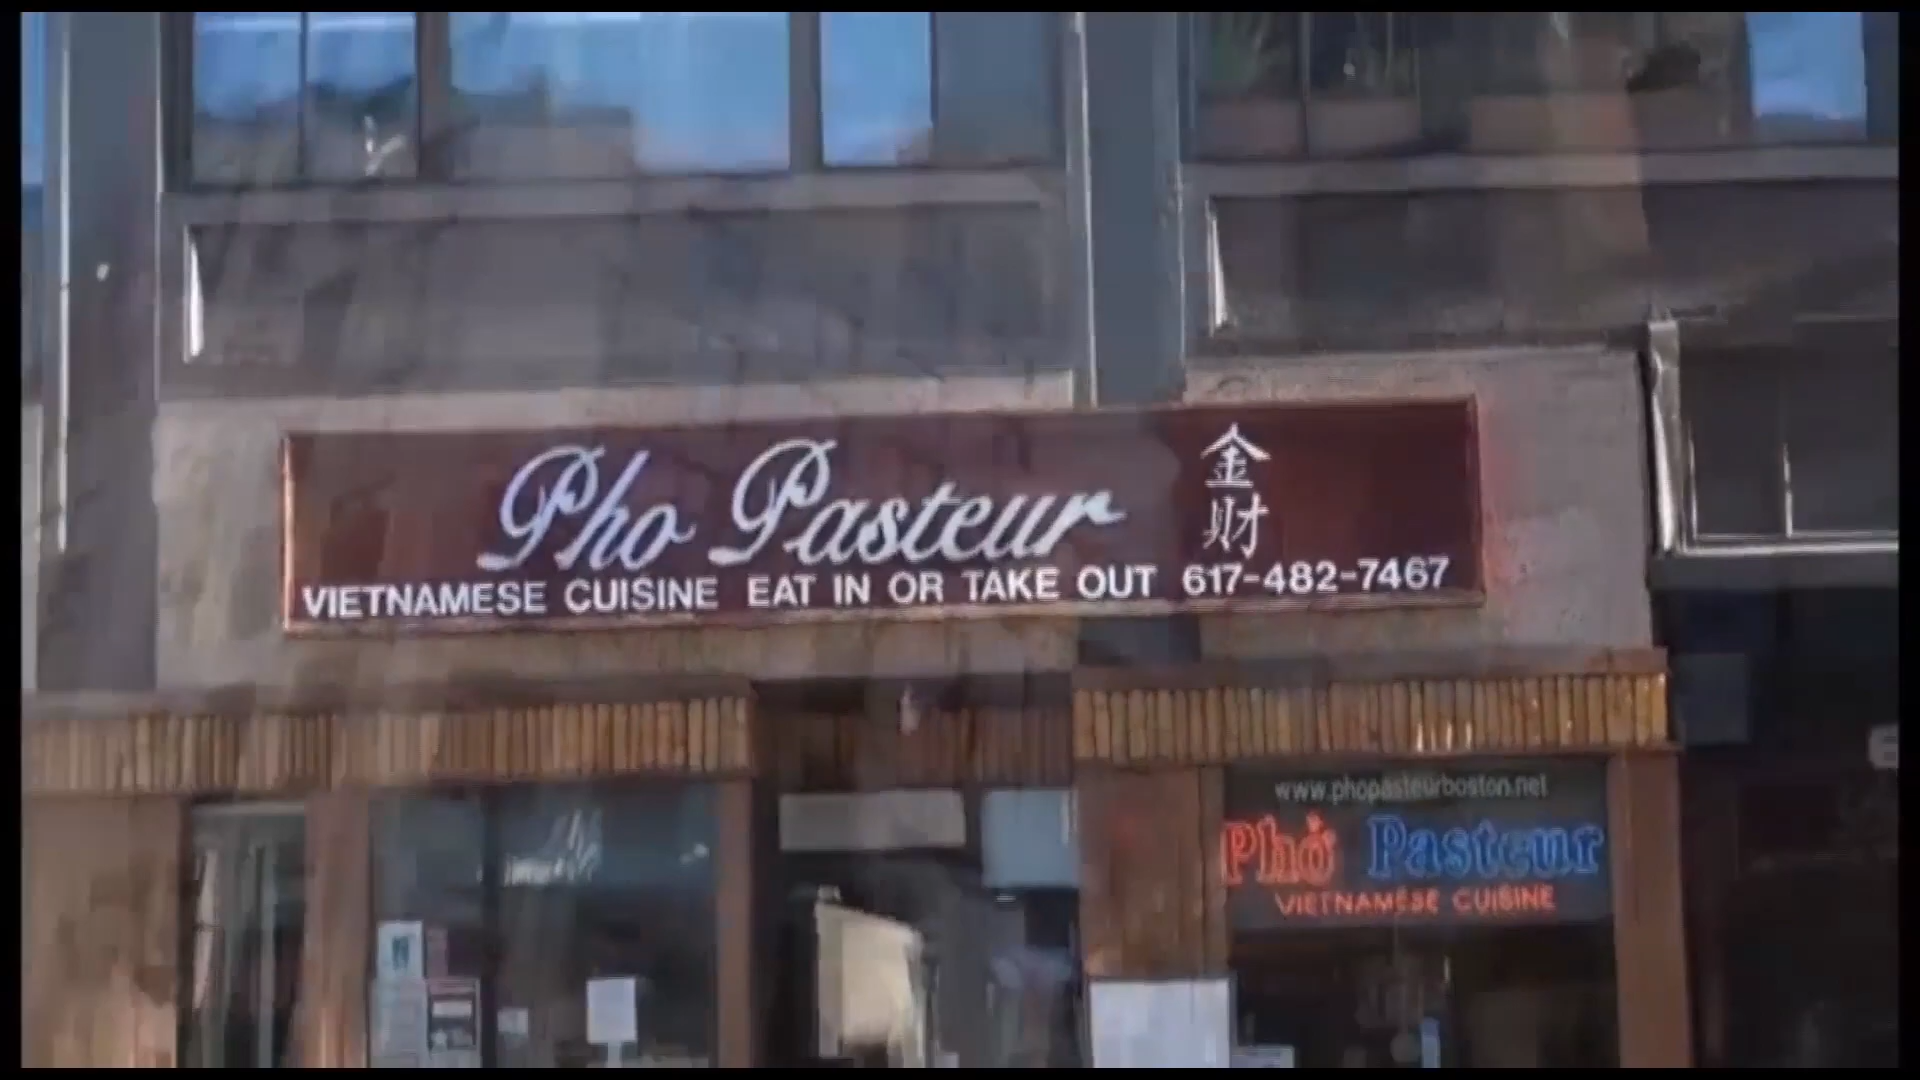 Pho Pasteur
金
财
VIETNAMESE CUISINE EAT IN OR TAKE OUT 617-482-7467
www.phopasteurboston.net
Phở Pasteur
VIETNAMESE CUISINE